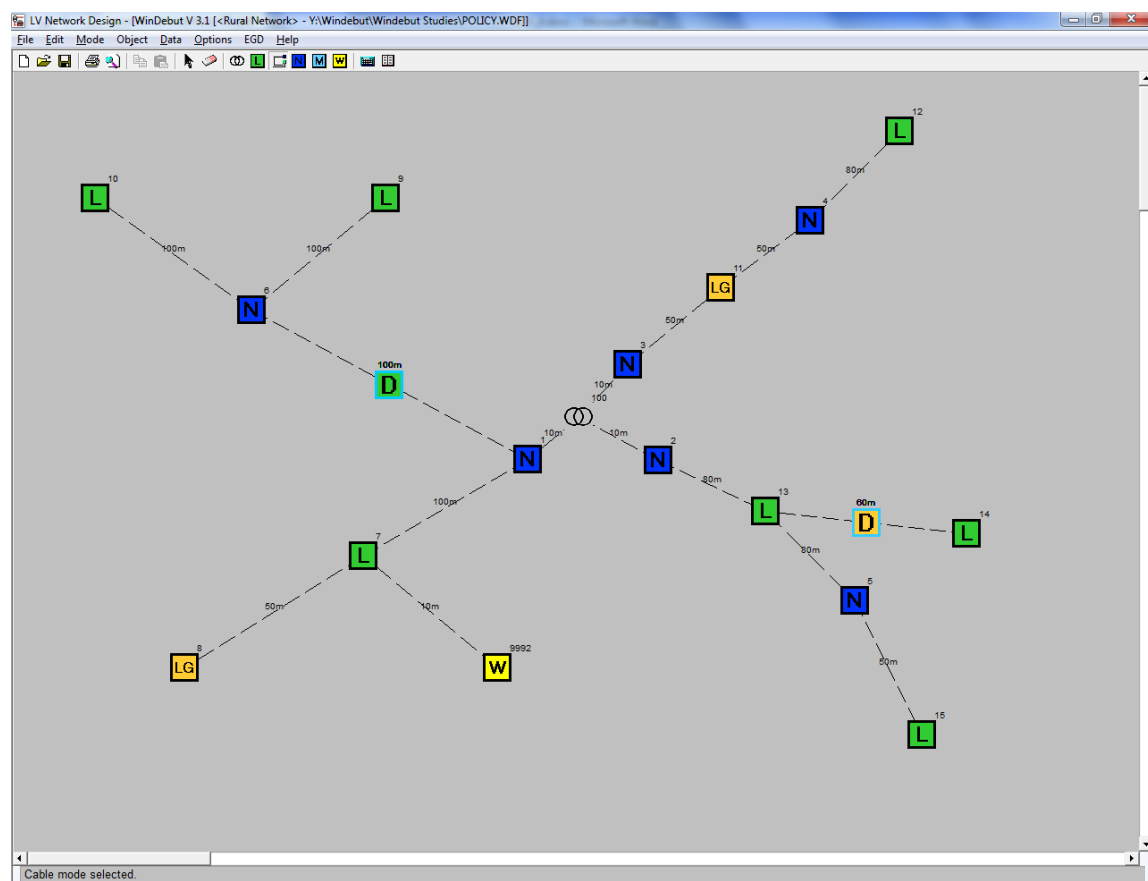 LV Network Design - [WinDebut V 3.1 [<Rural Network> - Y:\Windebut\Windebut Studies\POLICY.WDF]]
File Edit Mode Object Data Options EGD Help
L N M W
12
L
80m
10
L
9
L
4
N
100m
100m
50m
11
LG
6
N
50m
3
N
100m
D
10m
100
1
N
10m
10m
2
N
80m
100m
13
L
60m
D
14
L
7
L
80m
5
N
50m
10m
8
LG
9992
W
50m
15
L
Cable mode selected.